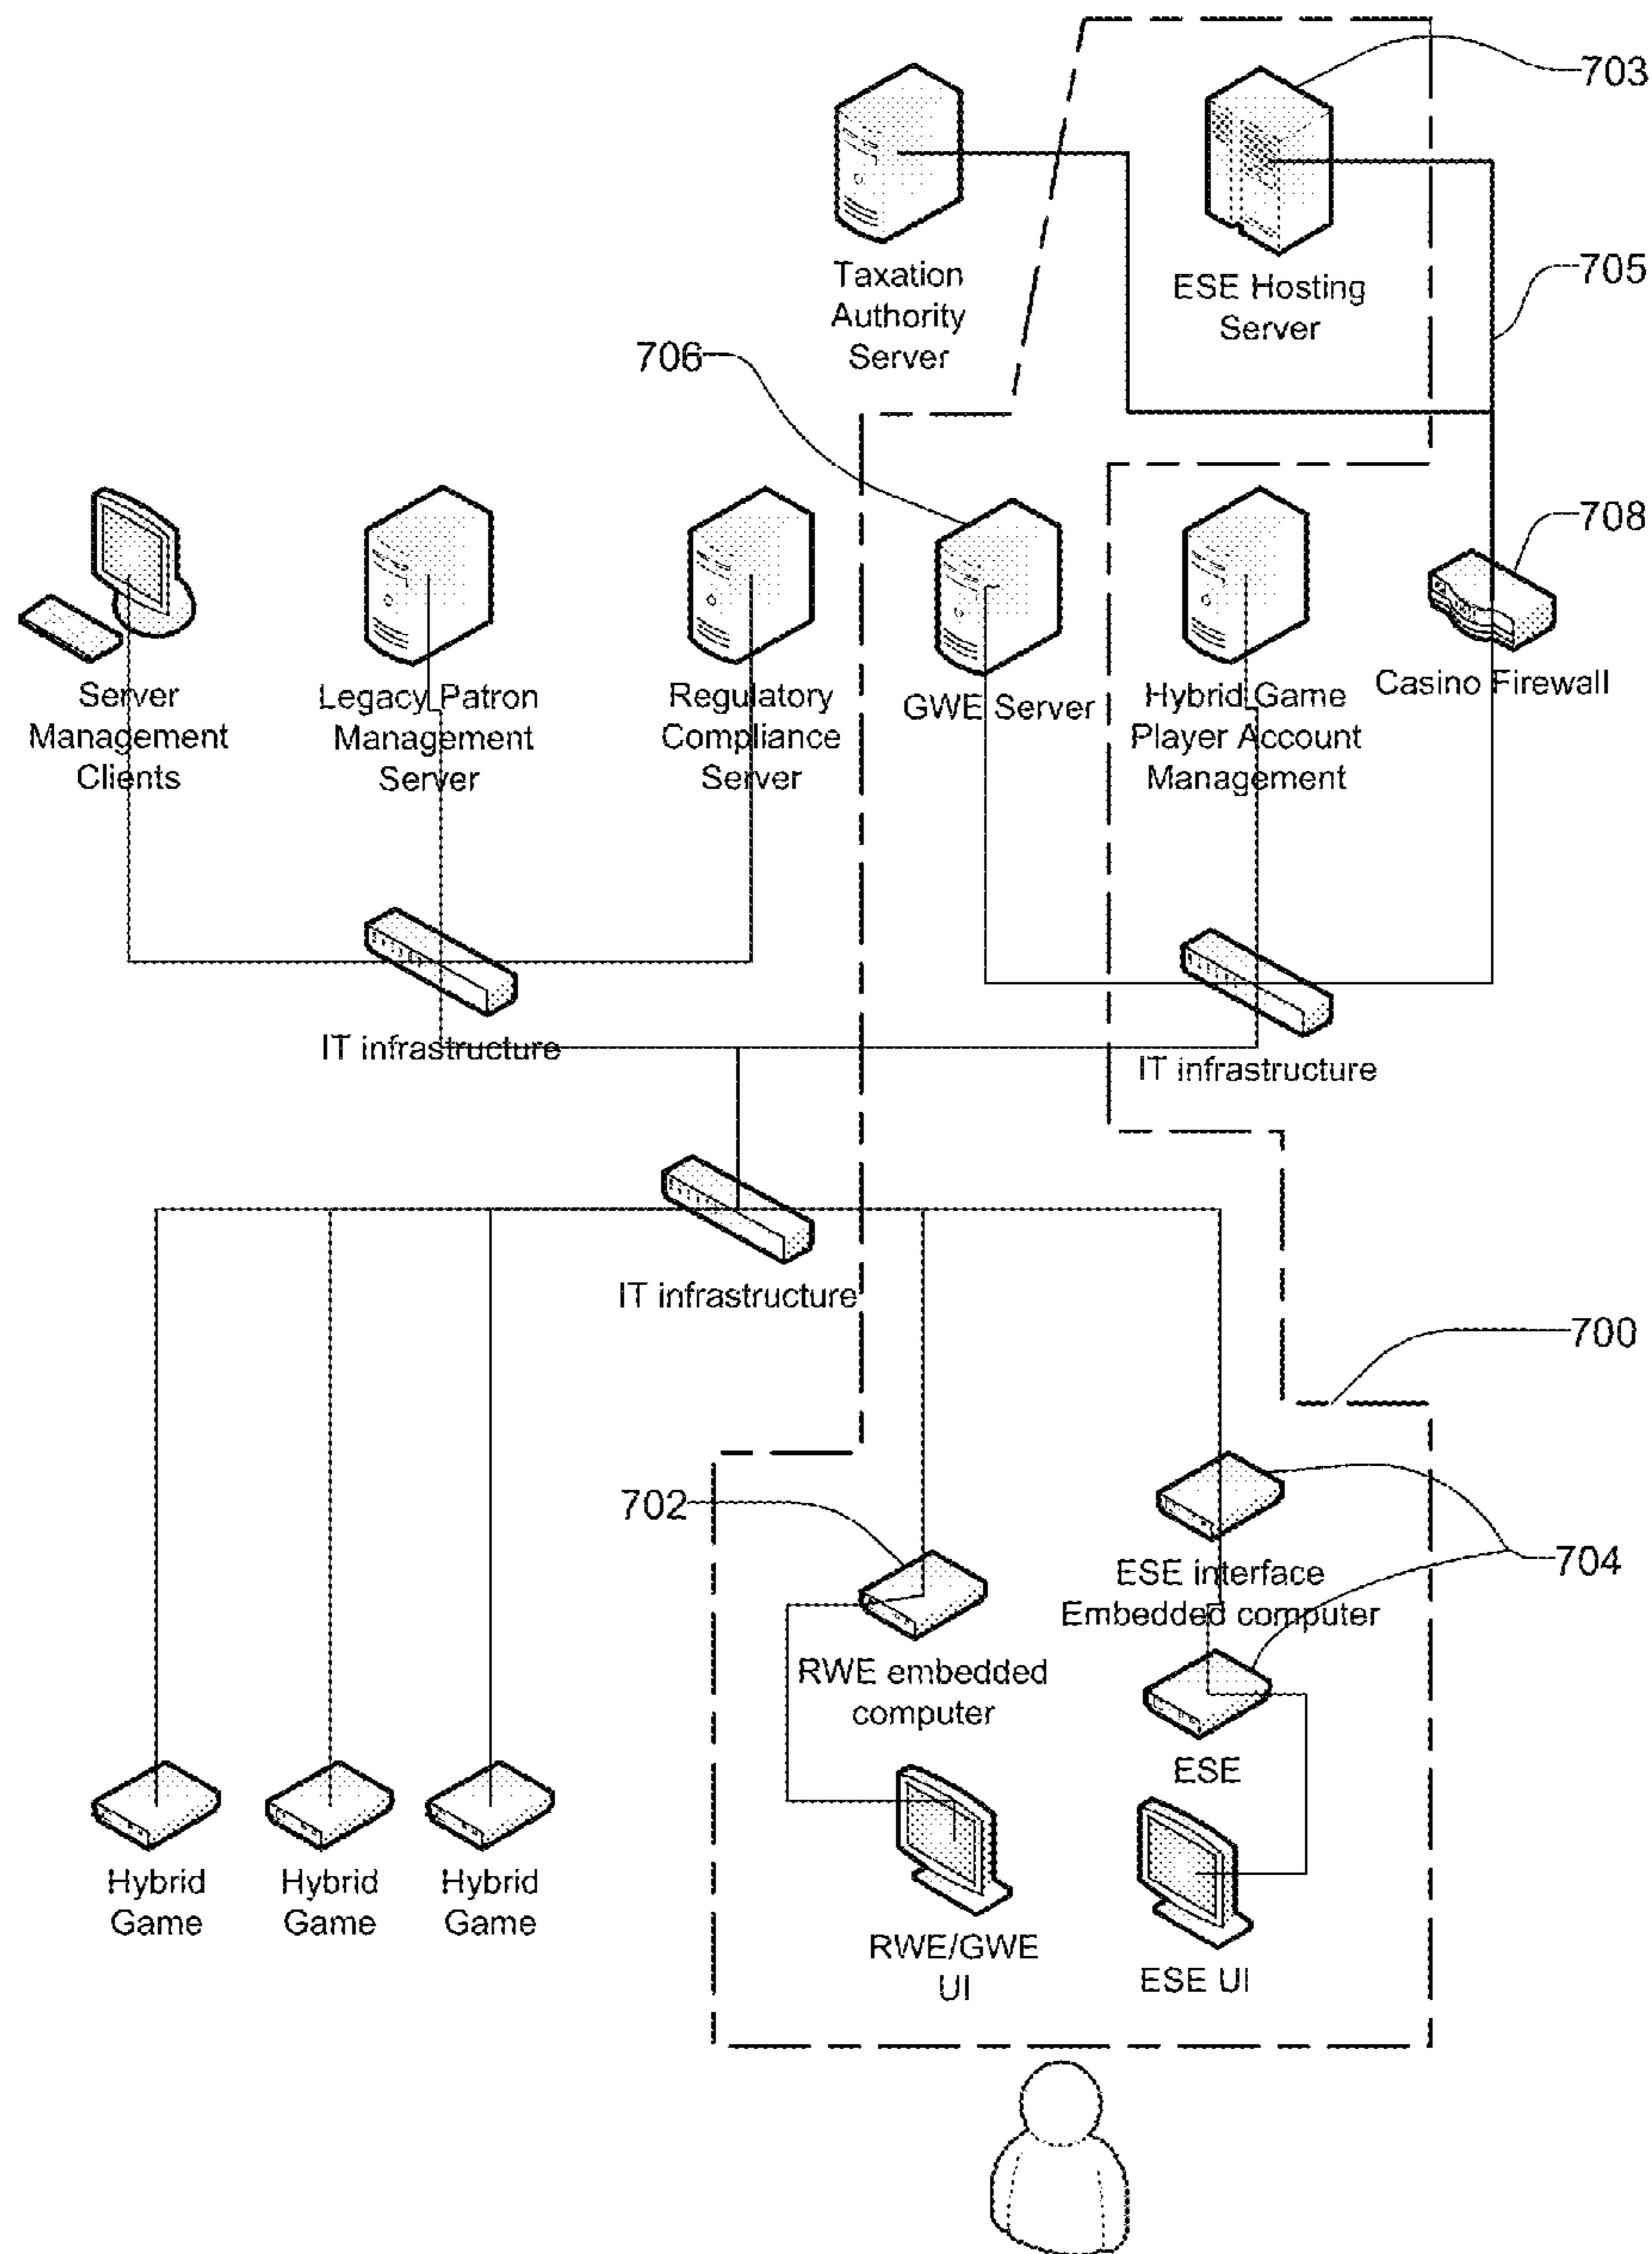 703
Taxation
Authority
Server
ESE Hosting
Server
705
706
708
Server
Management
Clients
Legacy Patron
Management
Server
Regulatory
Compliance
Server
GWE Server
Hybrid Game
Player Account
Management
Casino Firewall
IT infrastructure
IT infrastructure
IT infrastructure
700
702
ESE interface
Embedded computer
704
RWE embedded
computer
ESE
Hybrid
Game
Hybrid
Game
Hybrid
Game
RWE/GWE
UI
ESE UI